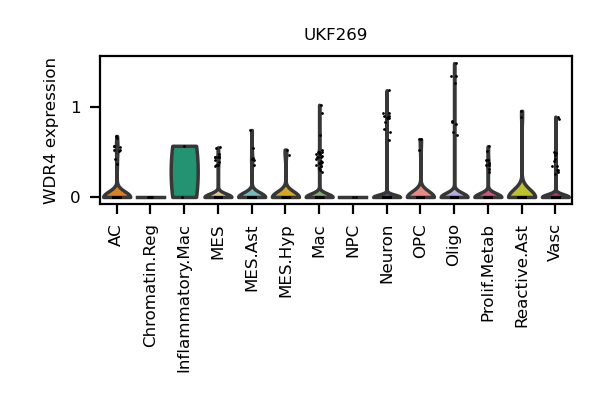 UKF269
WDR4 expression
1
0
AC
Chromatin.Reg
Inflammatory.Mac
MES
MES.Ast
MES.Hyp
Mac
NPC
Neuron
OPC
Oligo
Prolif.Metab
Reactive.Ast
Vasc